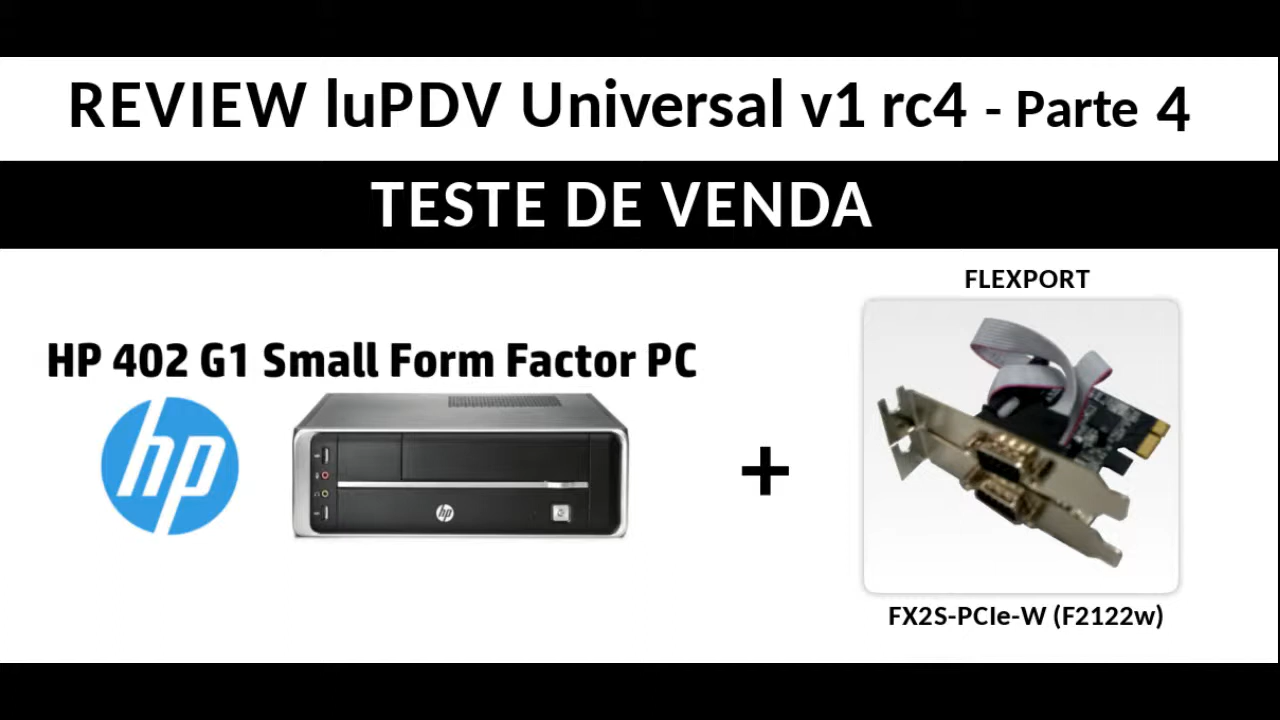 REVIEW luPDV Universal v1 rc4 - Parte 4
TESTE DE VENDA
FLEXPORT
HP 402 G1 Small Form Factor PC
hp
hp
+
FX2S-PCIe-W (F2122w)